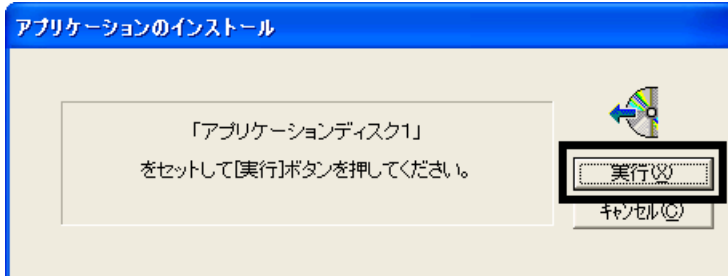 アプリケーションのインストール
「アプリケーションディスク1」
をセットして[実行]ボタンを押してください。
実行(X)
キャンセル(C)